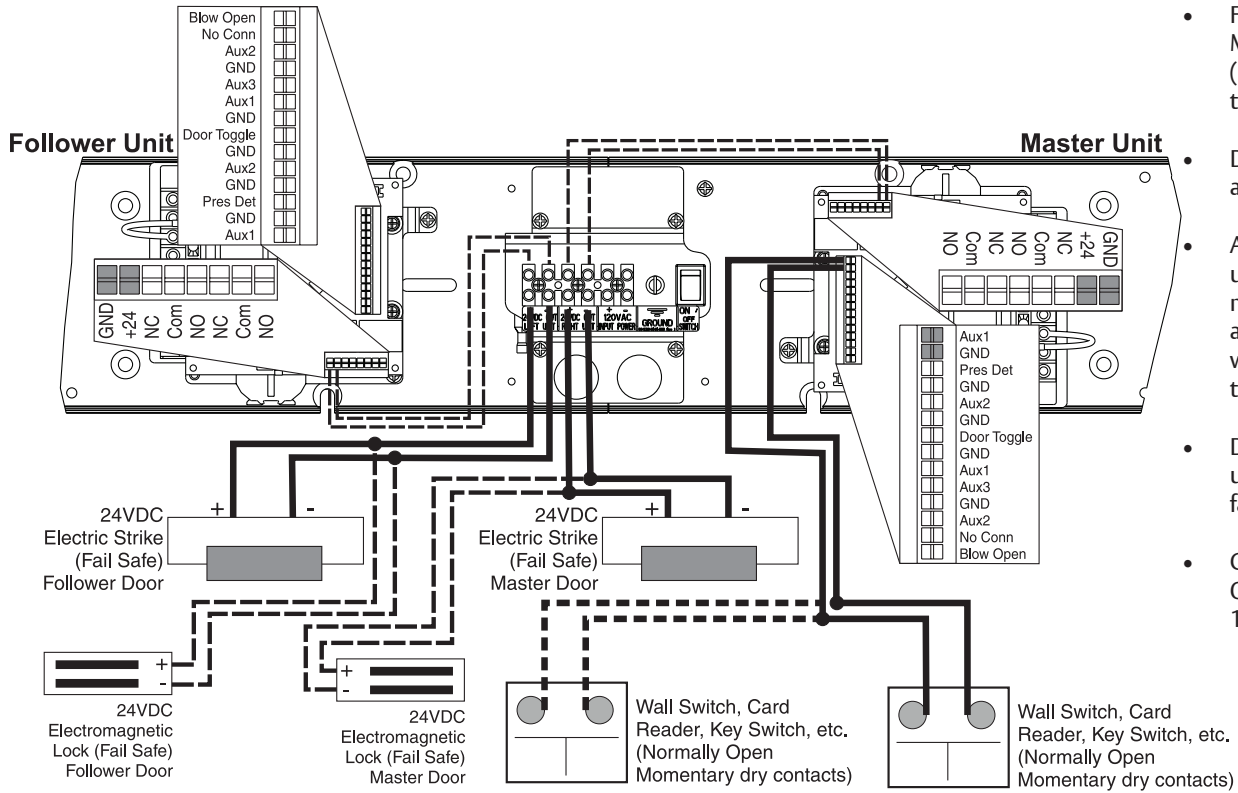 Blow Open
No Conn
Aux2
GND
Aux3
Aux1
GND
Door Toggle
GND
Aux2
GND
Pres Det
GND
Aux1
Follower Unit
Master Unit
GND
+24
NC
Com
NO
NC
Com
NO
NO
Com
NC
NO
Com
NC
+24
GND
Aux1
GND
Pres Det
GND
Aux2
GND
Door Toggle
GND
Aux1
Aux3
GND
Aux2
No Conn
Blow Open
120VAC
INPUT POWER
GROUND
ON
OFF
SWITCH
+ -
24VDC
Electric Strike
(Fail Safe)
Follower Door
+ -
24VDC
Electric Strike
(Fail Safe)
Master Door
+
-
24VDC
Electromagnetic
Lock (Fail Safe)
Follower Door
+
-
24VDC
Electromagnetic
Lock (Fail Safe)
Master Door
Wall Switch, Card
Reader, Key Switch, etc.
(Normally Open
Momentary dry contacts)
Wall Switch, Card
Reader, Key Switch, etc.
(Normally Open
Momentary dry contacts)